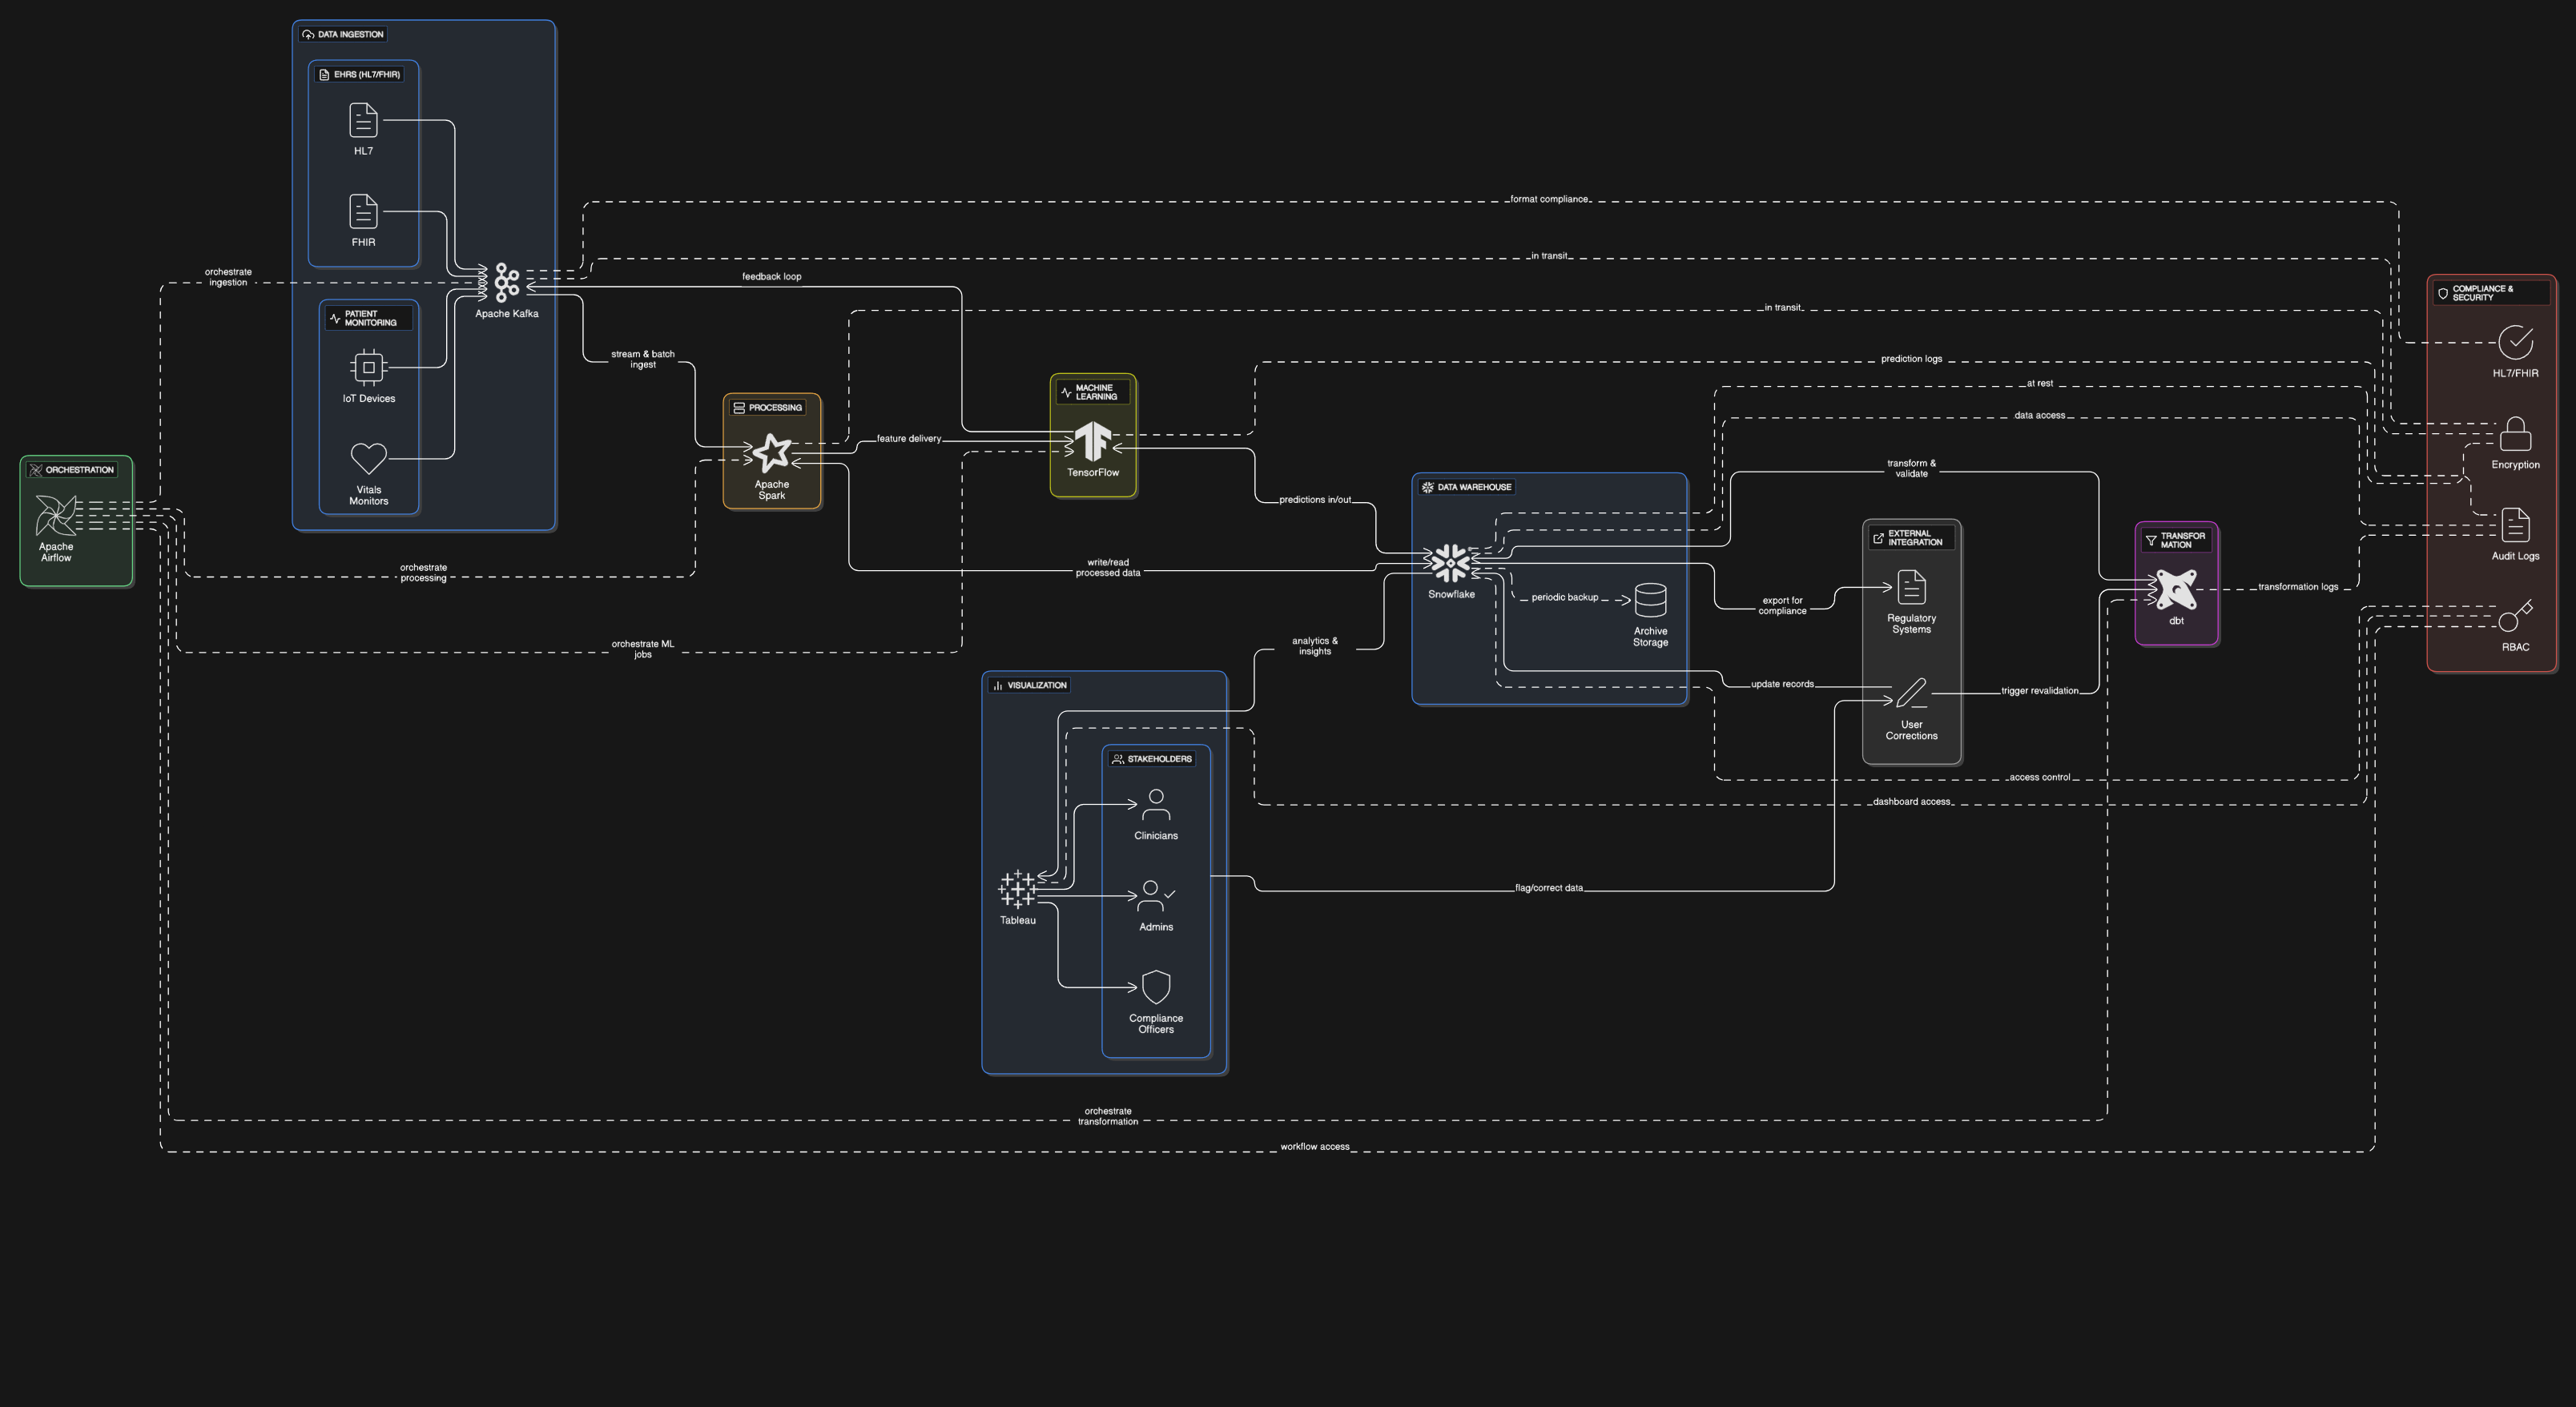 DATA INGESTION
EHRS (HL7/FHIR)
HL7
FHIR
PATIENT
MONITORING
IoT Devices
Vitals
Monitors
Apache Kafka
orchestrate
ingestion
ORCHESTRATION
Apache
Airflow
orchestrate
processing
orchestrate ML
jobs
stream & batch
ingest
feedback loop
PROCESSING
Apache
Spark
feature delivery
MACHINE
LEARNING
TensorFlow
write/read
processed data
predictions in/out
analytics &
insights
format compliance
in transit
in transit
prediction logs
at rest
data access
DATA WAREHOUSE
Snowflake
periodic backup
Archive
Storage
transform &
validate
EXTERNAL
INTEGRATION
export for
compliance
Regulatory
Systems
update records
User
Corrections
trigger revalidation
TRANSFOR
MATION
dbt
transformation logs
COMPLIANCE &
SECURITY
HL7/FHIR
Encryption
Audit Logs
RBAC
access control
dashboard access
flag/correct data
VISUALIZATION
STAKEHOLDERS
Clinicians
Admins
Compliance
Officers
Tableau
orchestrate
transformation
workflow access